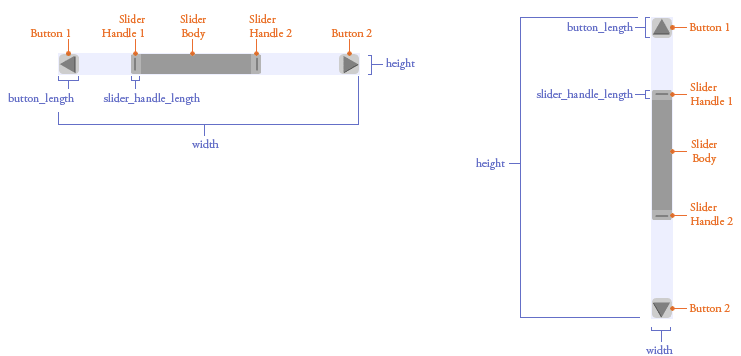 Slider
Slider
Slider
Button 1
Handle 1
Body
Handle 2
Button 2
height
button_length
slider_handle_length
width
button_length
Button 1
slider_handle_length
Slider
Handle 1
Slider
Body
height
Slider
Handle 2
Button 2
width